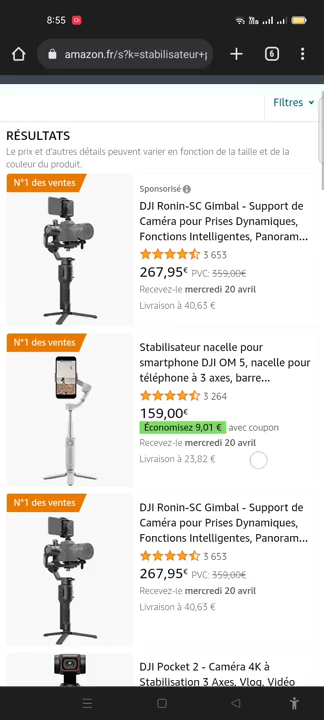 8:55
amazon.fr/s?k=stabilisateur+p
6
Filtres
RÉSULTATS
Le prix et d'autres détails peuvent varier en fonction de la taille et de la
couleur du produit.
N°1 des ventes
Sponsorisé
DJI Ronin-SC Gimbal - Support de
Caméra pour Prises Dynamiques,
Fonctions Intelligentes, Panoram...
3 653
267,95€ PVC: 359,00€
Recevez-le mercredi 20 avril
Livraison à 40,63 €
N°1 des ventes
Stabilisateur nacelle pour
smartphone DJI OM 5, nacelle pour
téléphone à 3 axes, barre...
3 264
159,00€
Économisez 9,01 € avec coupon
Recevez-le mercredi 20 avril
Livraison à 23,82 €
N°1 des ventes
DJI Ronin-SC Gimbal - Support de
Caméra pour Prises Dynamiques,
Fonctions Intelligentes, Panoram...
3 653
267,95€ PVC: 359,00€
Recevez-le mercredi 20 avril
Livraison à 40,63 €
DJI Pocket 2 - Caméra 4K à
Stabilisation 3 Axes, Vlog, Vidéo